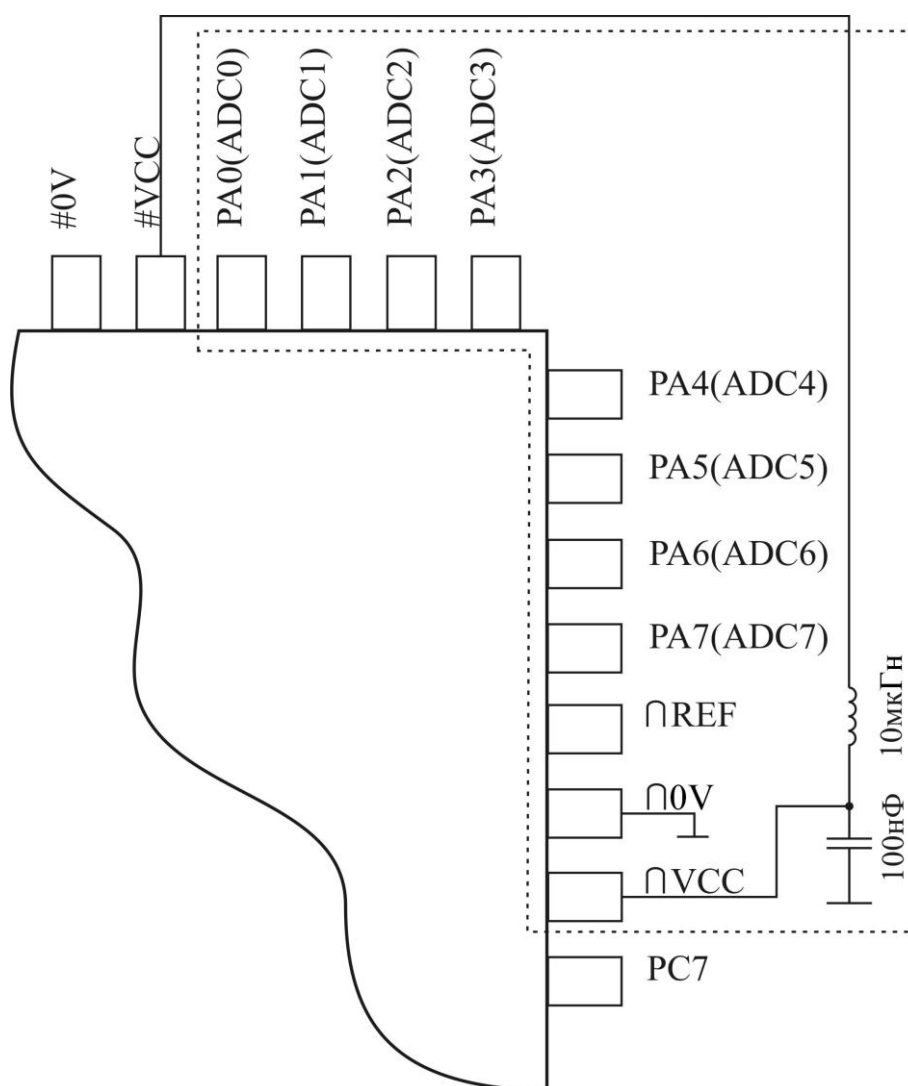 #0V
#VCC
PA0(ADC0)
PA1(ADC1)
PA2(ADC2)
PA3(ADC3)
PA4(ADC4)
PA5(ADC5)
PA6(ADC6)
PA7(ADC7)
∩REF
∩0V
∩VCC
PC7
10мкГн
100нФ